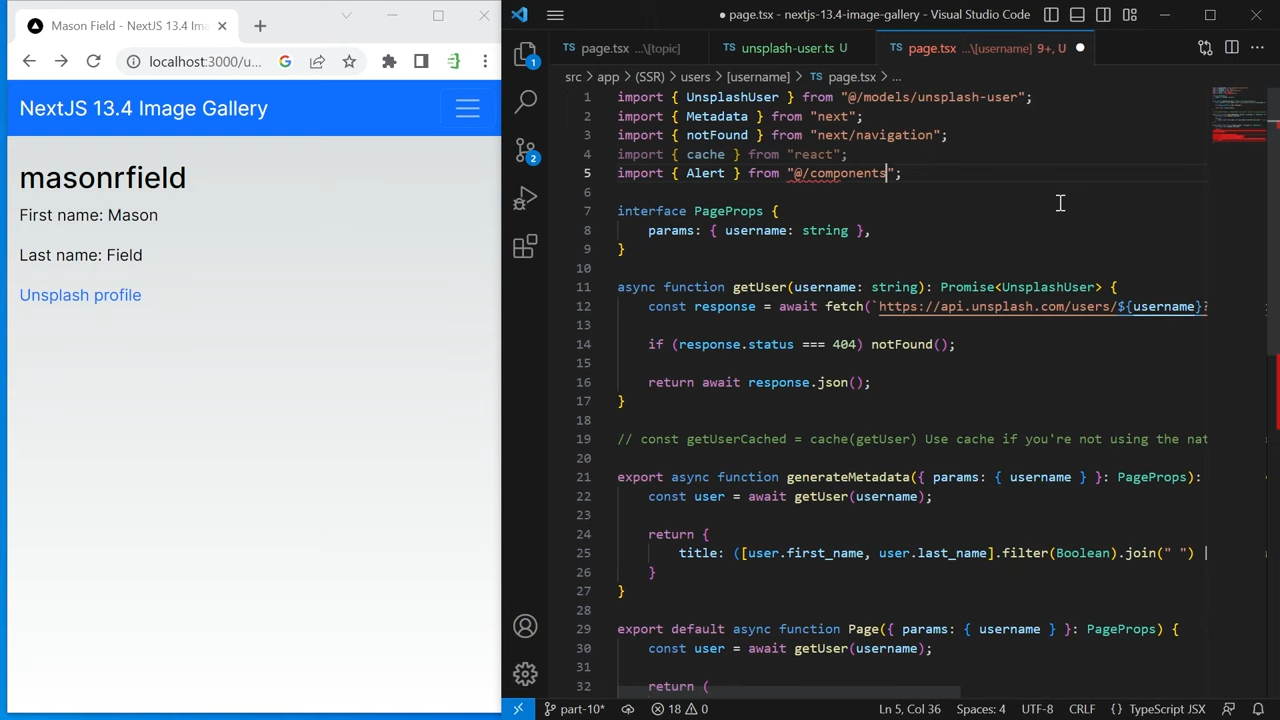 Mason Field - NextJS 13.4 Imag
localhost:3000/u...
NextJS 13.4 Image Gallery
masonrfield
First name: Mason
Last name: Field
Unsplash profile
page.tsx - nextjs-13.4-image-gallery - Visual Studio Code
TS page.tsx ...\[topic]
TS unsplash-user.ts U
TS page.tsx ...\[username] 9+, U
src > app > (SSR) > users > [username] > TS page.tsx > ...
1 import { UnsplashUser } from "@/models/unsplash-user";
2 import { Metadata } from "next";
3 import { notFound } from "next/navigation";
4 import { cache } from "react";
5 import { Alert } from "@/components";
6
7 interface PageProps {
8 params: { username: string },
9 }
10
11 async function getUser(username: string): Promise<UnsplashUser> {
12 const response = await fetch(`https://api.unsplash.com/users/${username}?
13
14 if (response.status === 404) notFound();
15
16 return await response.json();
17 }
18
19 // const getUserCached = cache(getUser) Use cache if you're not using the nat
20
21 export async function generateMetadata({ params: { username } }: PageProps):
22 const user = await getUser(username);
23
24 return {
25 title: ([user.first_name, user.last_name].filter(Boolean).join(" ") |
26 }
27 }
28
29 export default async function Page({ params: { username } }: PageProps) {
30 const user = await getUser(username);
31
32 return (
1
2
part-10* 18 0 Ln 5, Col 36 Spaces: 4 UTF-8 CRLF {} TypeScript JSX